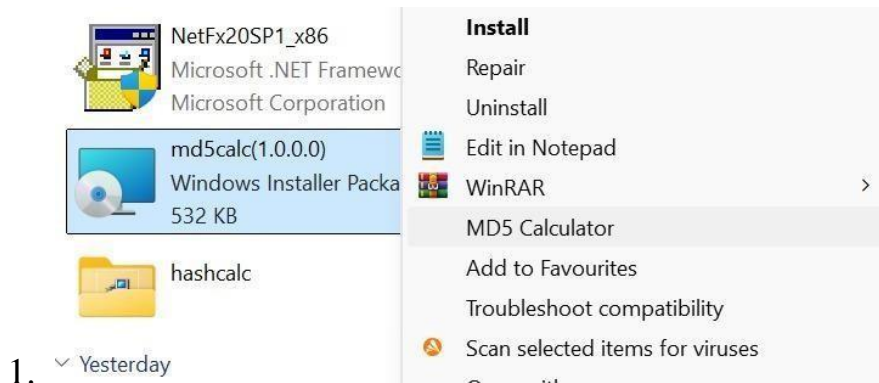 NetFx20SP1_x86
Microsoft .NET Framewo
Microsoft Corporation
md5calc(1.0.0.0)
Windows Installer Packa
532 KB
hashcalc
1.
Yesterday
Install
Repair
Uninstall
Edit in Notepad
WinRAR
MD5 Calculator
Add to Favourites
Troubleshoot compatibility
Scan selected items for viruses